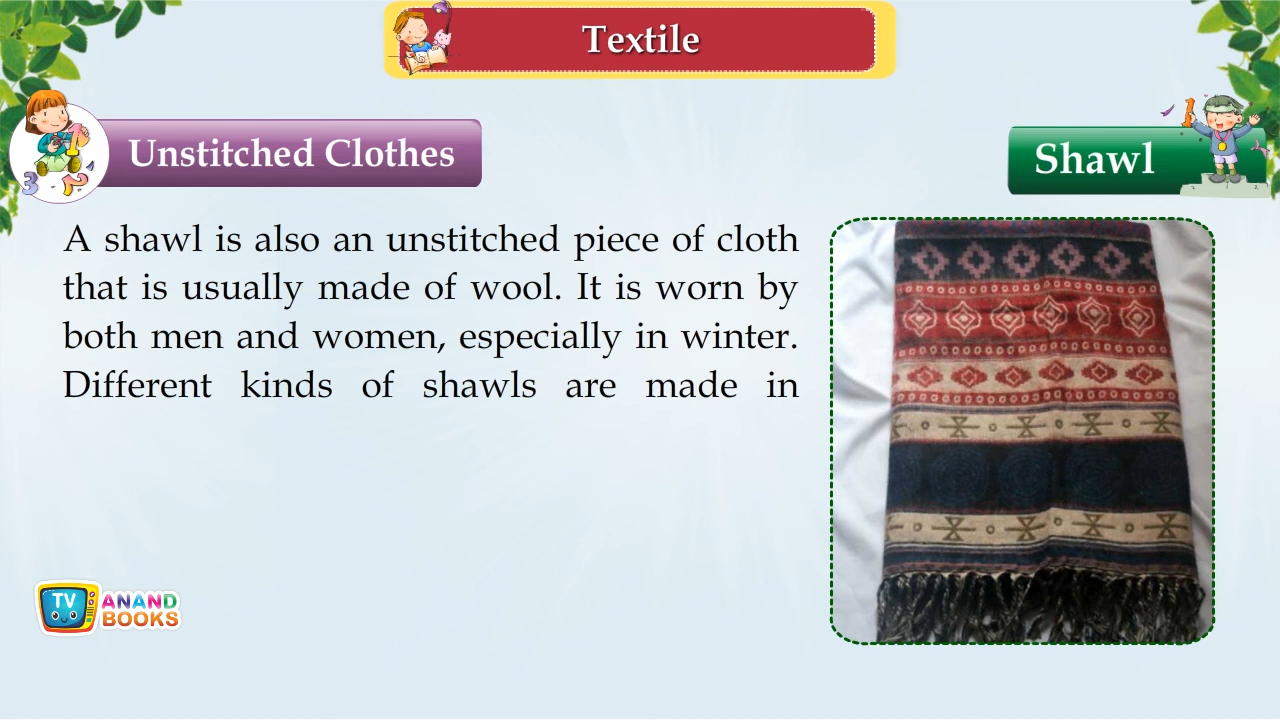 Textile
Unstitched Clothes
Shawl
A shawl is also an unstitched piece of cloth
that is usually made of wool. It is worn by
both men and women, especially in winter.
Different kinds of shawls are made in
TV
ANAND
BOOKS